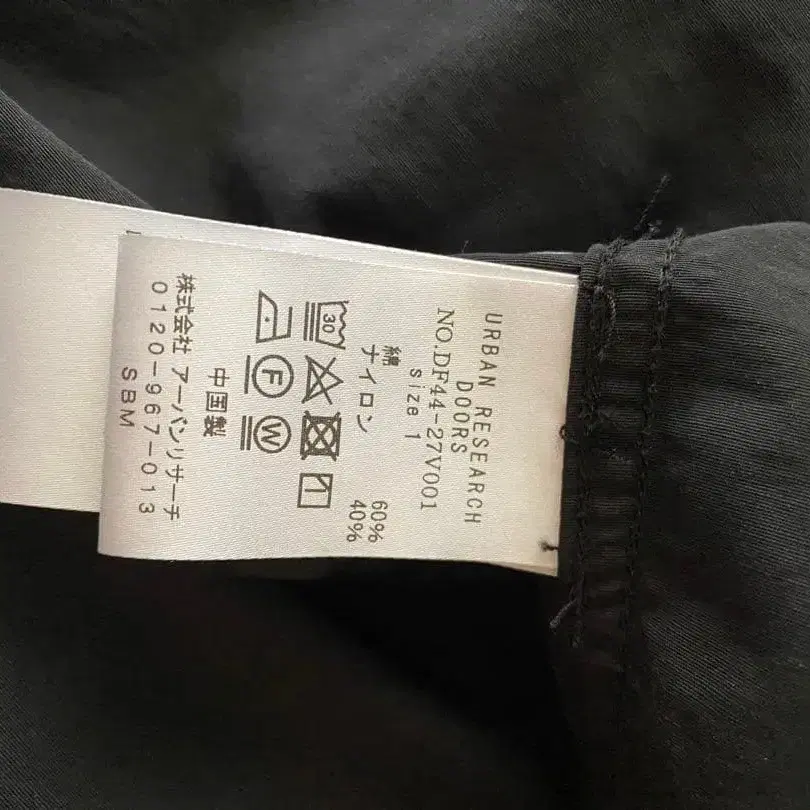 URBAN RESEARCH
DOORS
NO.DF44-27V001
size 1
綿 60%
ナイロン 40%
30
F W
中国製
株式会社 アーバンリサーチ
0120-967-013
SBM